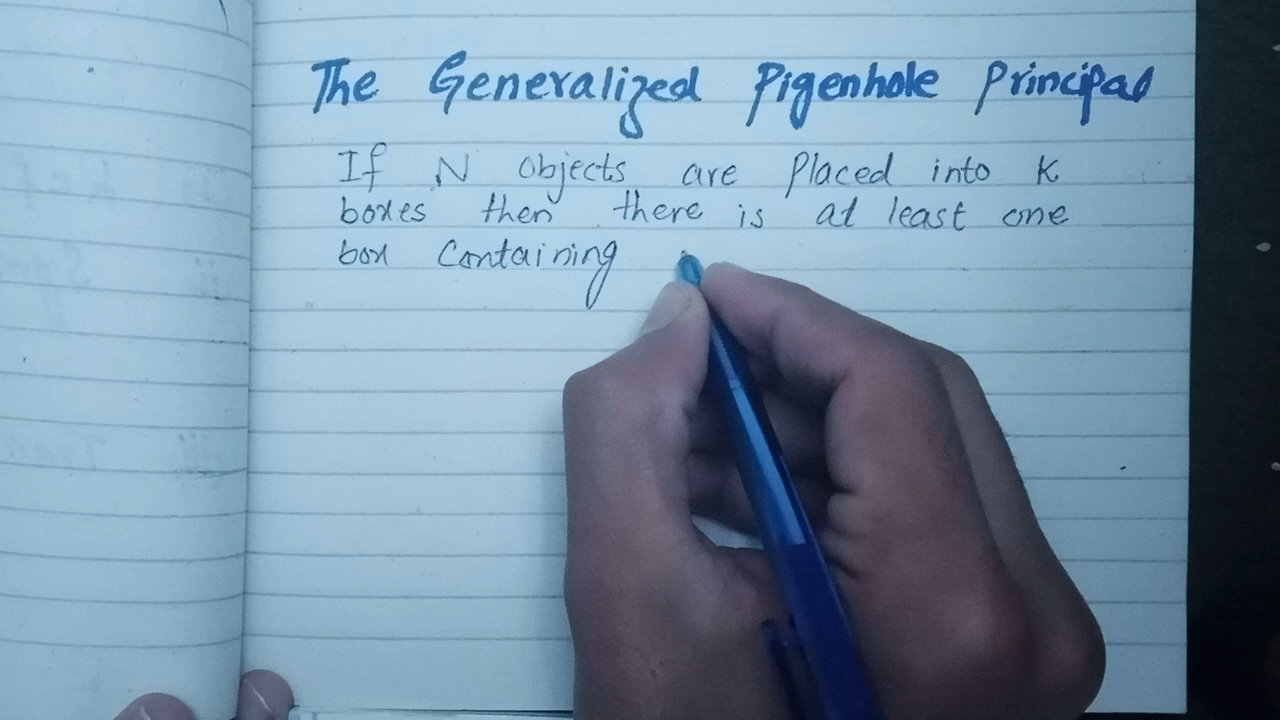 The Generalized Pigenhole Principal
If N objects are Placed into K
boxes then there is at least one
box Containing